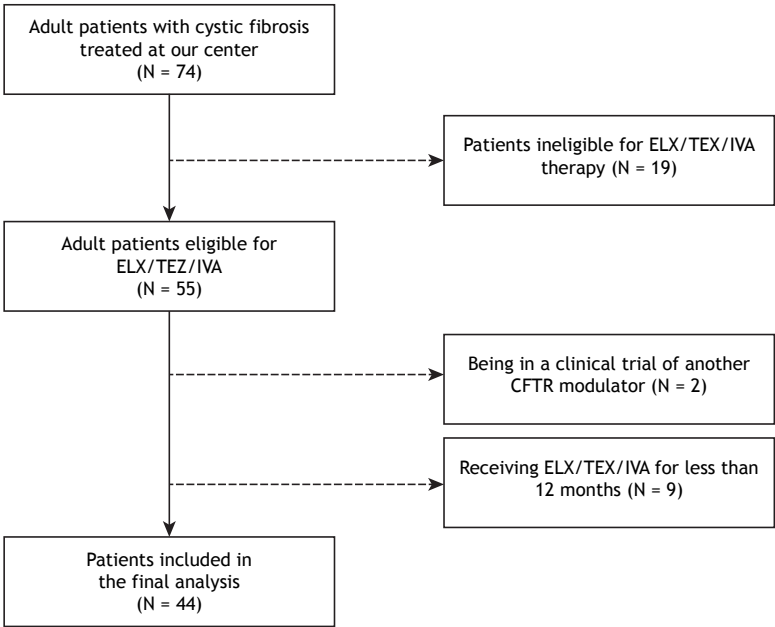 Adult patients with cystic fibrosis
treated at our center
(N = 74)
Patients ineligible for ELX/TEX/IVA
therapy (N = 19)
Adult patients eligible for
ELX/TEZ/IVA
(N = 55)
Being in a clinical trial of another
CFTR modulator (N = 2)
Receiving ELX/TEX/IVA for less than
12 months (N = 9)
Patients included in
the final analysis
(N = 44)